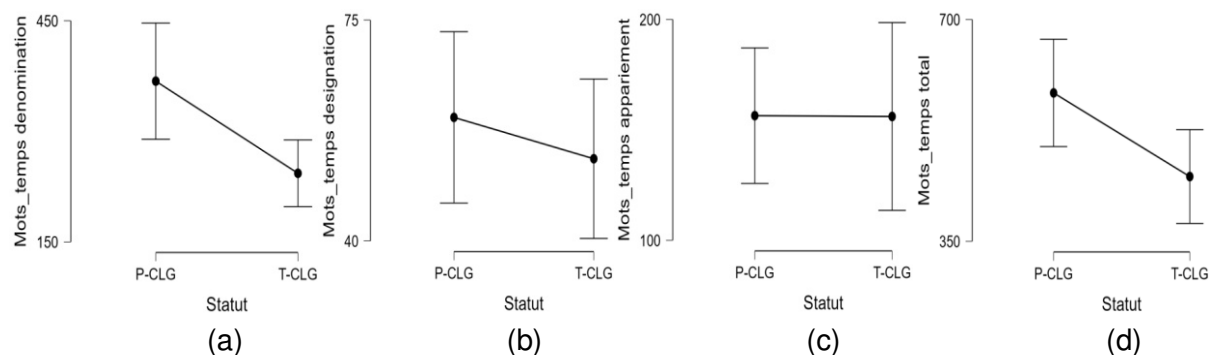 Mots_temps denomination
450
150
P-CLG T-CLG
Statut
(a)
Mots_temps designation
75
40
P-CLG T-CLG
Statut
(b)
Mots_temps appariement
200
100
P-CLG T-CLG
Statut
(c)
Mots_temps total
700
350
P-CLG T-CLG
Statut
(d)